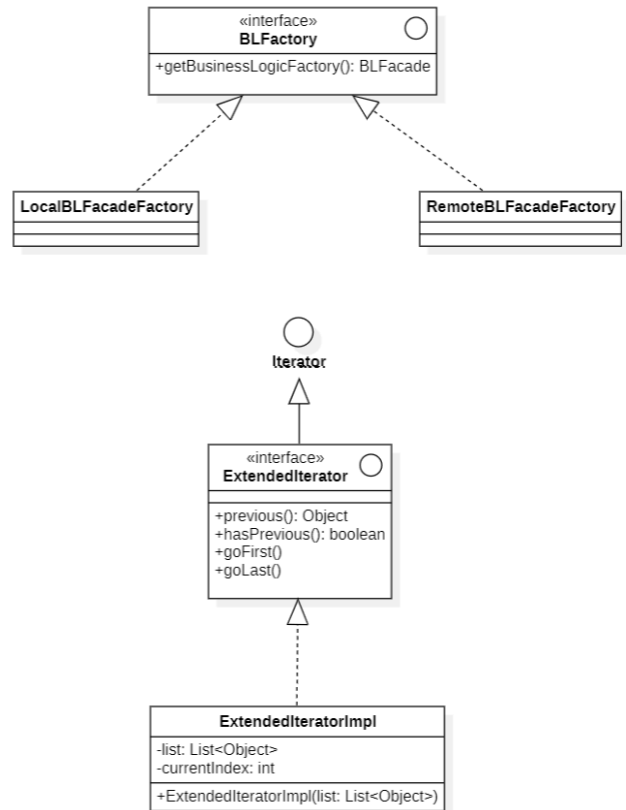 «interface»
BLFactory
+getBusinessLogicFactory(): BLFacade
LocalBLFacadeFactory
RemoteBLFacadeFactory
Iterator
«interface»
ExtendedIterator
+previous(): Object
+hasPrevious(): boolean
+goFirst()
+goLast()
ExtendedIteratorImpl
-list: List<Object>
-currentIndex: int
+ExtendedIteratorImpl(list: List<Object>)